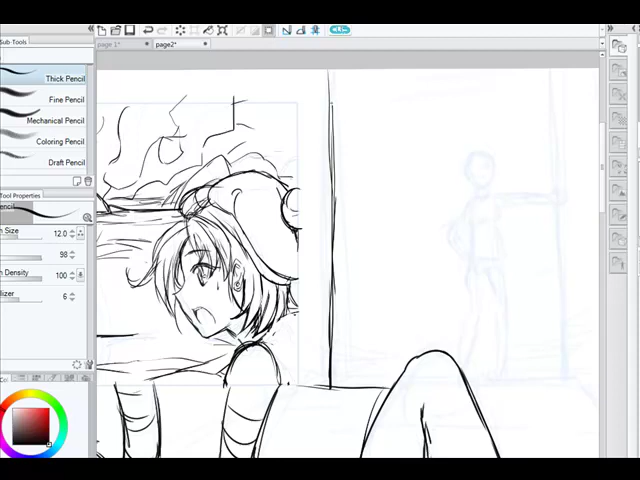 page 1*
page2*
Sub-Tools
Thick Pencil
Fine Pencil
Mechanical Pencil
Coloring Pencil
Draft Pencil
Tool Properties
encil
n Size 12.0
98
n Density 100
lizer 6